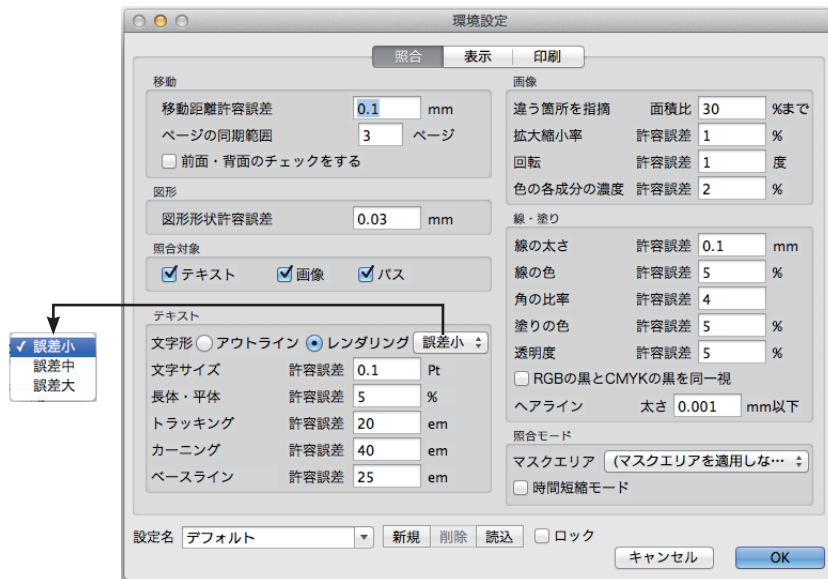 環境設定
照合 表示 印刷
移動
移動距離許容誤差 0.1 mm
ページの同期範囲 3 ページ
前面・背面のチェックをする
図形
図形形状許容誤差 0.03 mm
照合対象
テキスト 画像 パス
テキスト
文字形 アウトライン レンダリング 誤差小
文字サイズ 許容誤差 0.1 Pt
長体・平体 許容誤差 5 %
トラッキング 許容誤差 20 em
カーニング 許容誤差 40 em
ベースライン 許容誤差 25 em
誤差小
誤差中
誤差大
画像
違う箇所を指摘 面積比 30 %まで
拡大縮小率 許容誤差 1 %
回転 許容誤差 1 度
色の各成分の濃度 許容誤差 2 %
線・塗り
線の太さ 許容誤差 0.1 mm
線の色 許容誤差 5 %
角の比率 許容誤差 4
塗りの色 許容誤差 5 %
透明度 許容誤差 5 %
RGBの黒とCMYKの黒を同一視
ヘアライン 太さ 0.001 mm以下
照合モード
マスクエリア (マスクエリアを適用しな…
時間短縮モード
設定名 デフォルト 新規 削除 読込 ロック
キャンセル OK